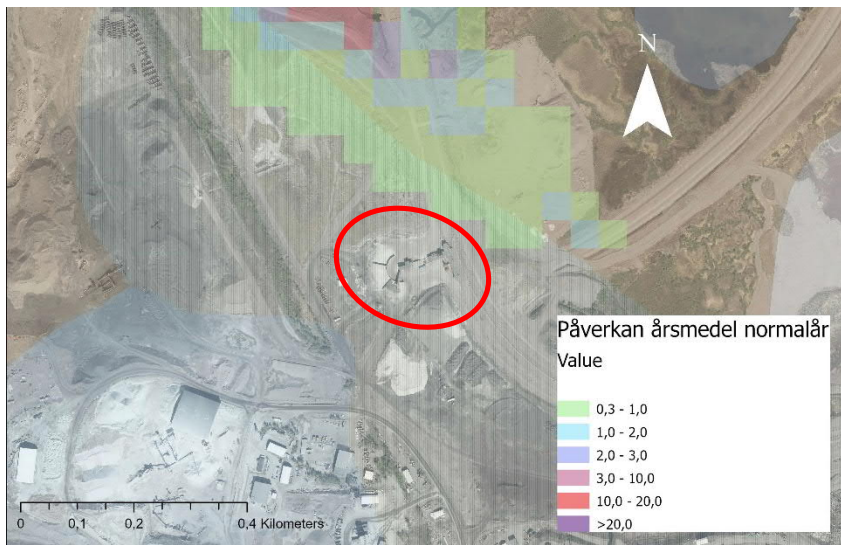 N
Påverkan årsmedel normalår
Value
0,3 - 1,0
1,0 - 2,0
2,0 - 3,0
3,0 - 10,0
10,0 - 20,0
>20,0
0 0,1 0,2 0,4 Kilometers